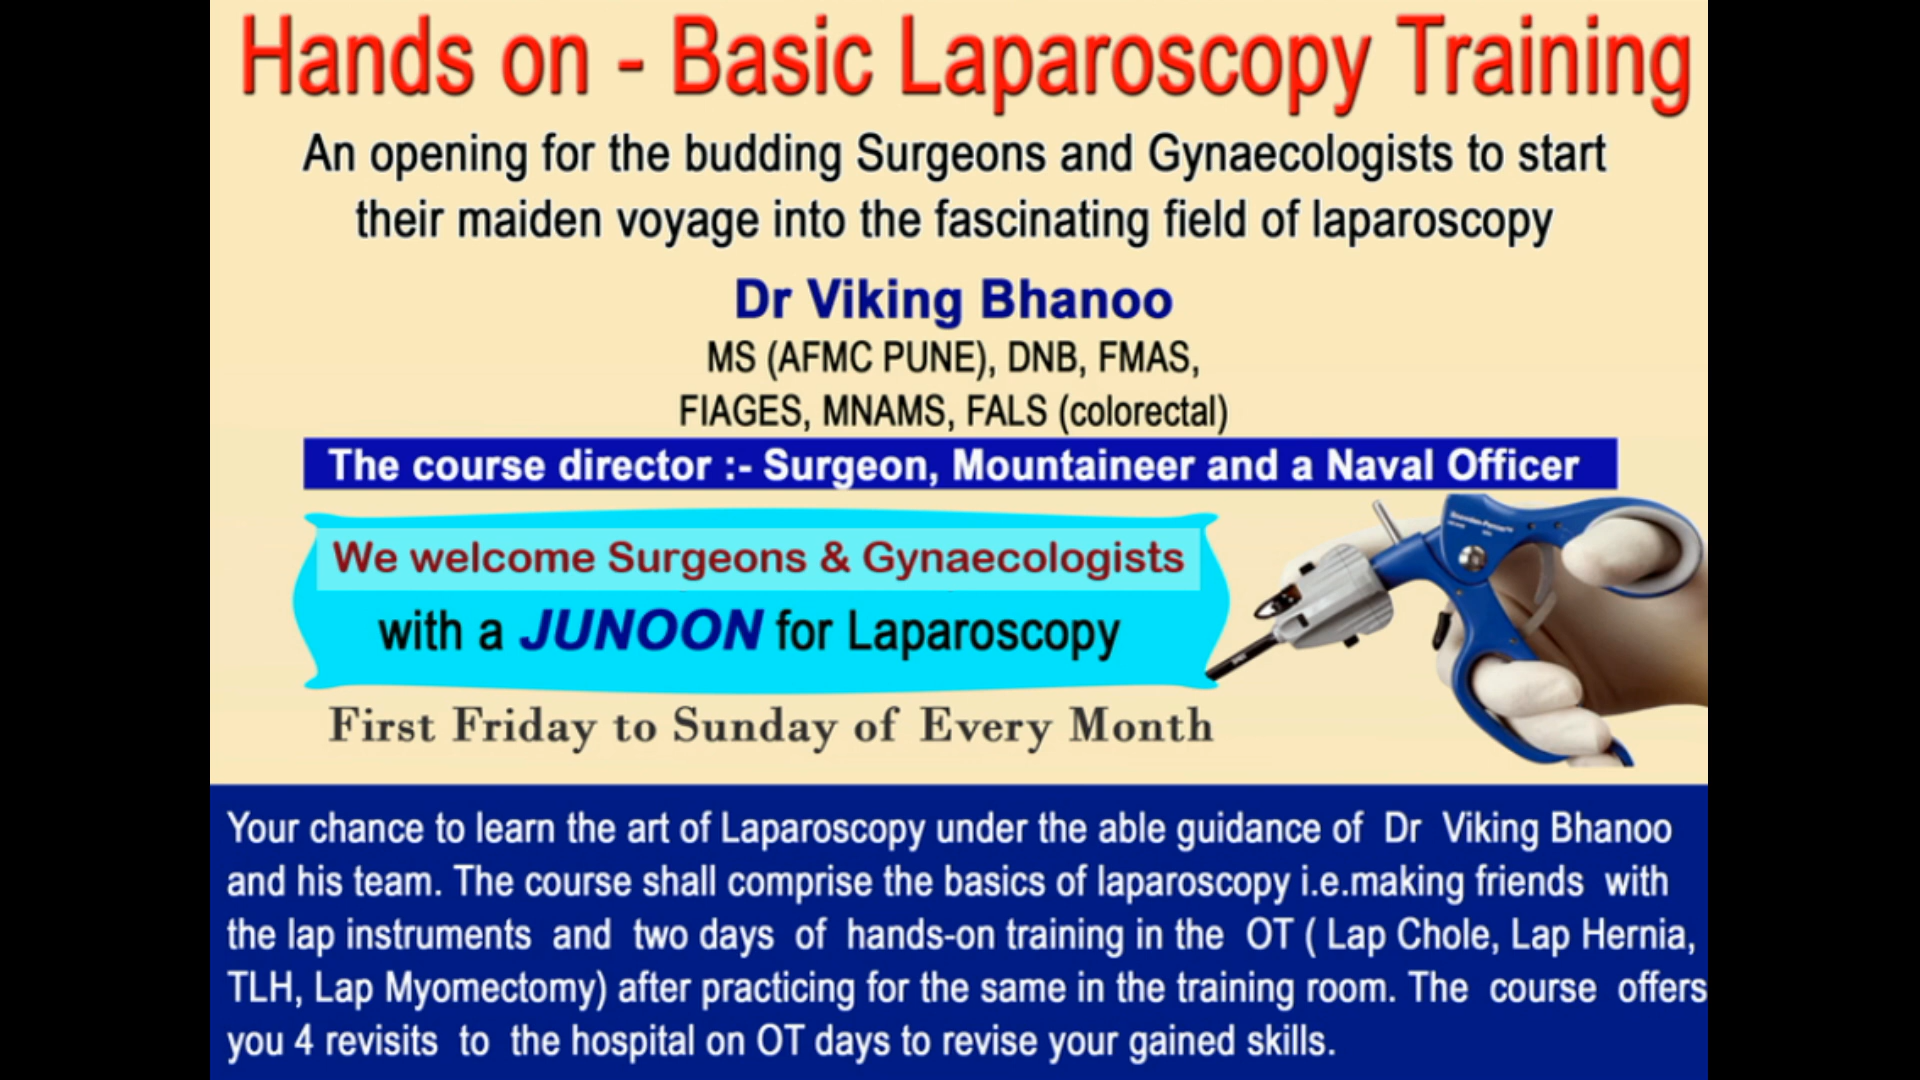 Hands on - Basic Laparoscopy Training
An opening for the budding Surgeons and Gynaecologists to start
their maiden voyage into the fascinating field of laparoscopy
Dr Viking Bhanoo
MS (AFMC PUNE), DNB, FMAS,
FIAGES, MNAMS, FALS (colorectal)
The course director :- Surgeon, Mountaineer and a Naval Officer
We welcome Surgeons & Gynaecologists
with a JUNOON for Laparoscopy
First Friday to Sunday of Every Month
Your chance to learn the art of Laparoscopy under the able guidance of Dr Viking Bhanoo
and his team. The course shall comprise the basics of laparoscopy i.e.making friends with
the lap instruments and two days of hands-on training in the OT ( Lap Chole, Lap Hernia,
TLH, Lap Myomectomy) after practicing for the same in the training room. The course offers
you 4 revisits to the hospital on OT days to revise your gained skills.